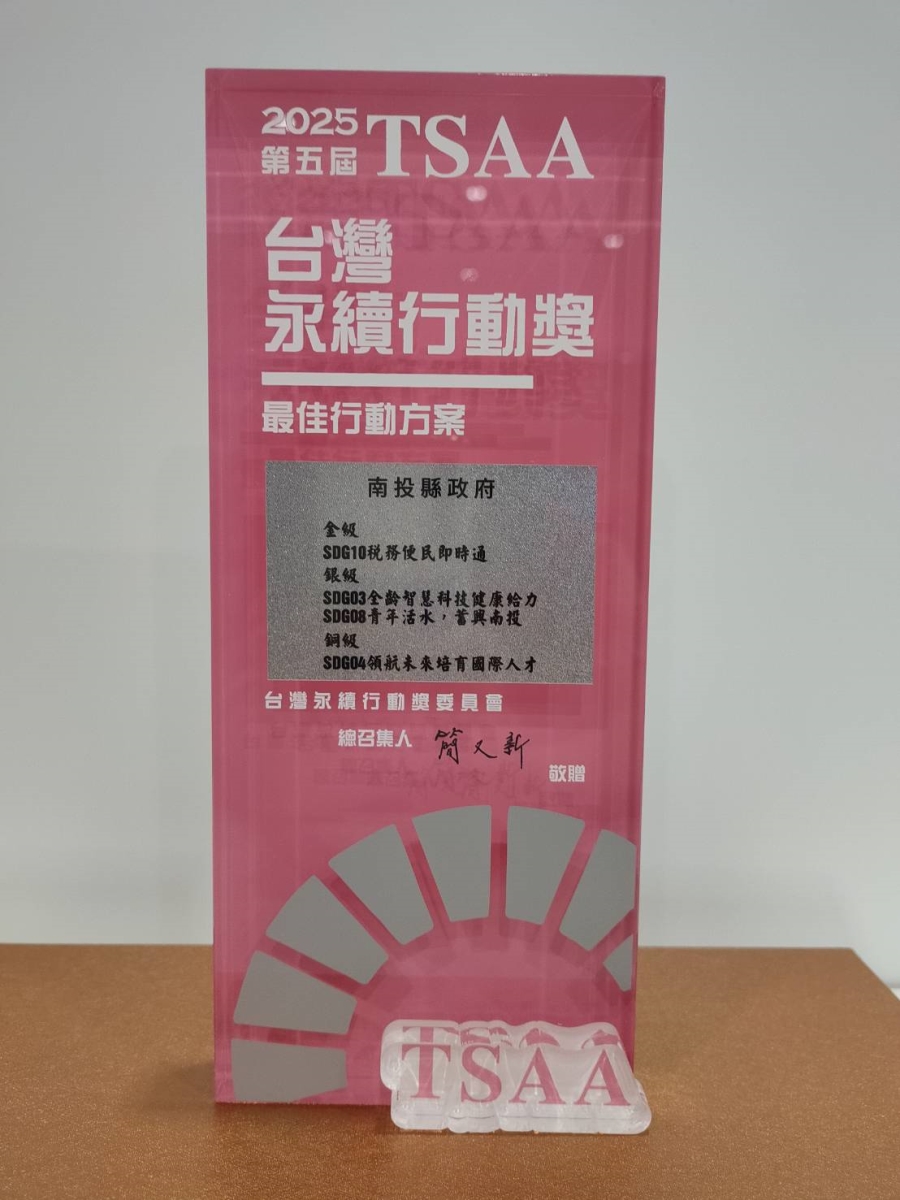 2025
第五屆 TSAA
台灣
永續行動獎
最佳行動方案
南投縣政府
金級
SDG10稅務便民即時通
銀級
SDG03全齡智慧科技健康給力
SDG08青年活水，蓄興南投
銅級
SDG04領航未來培育國際人才
台灣永續行動獎委員會
總召集人 簡又新
敬贈
TSAA